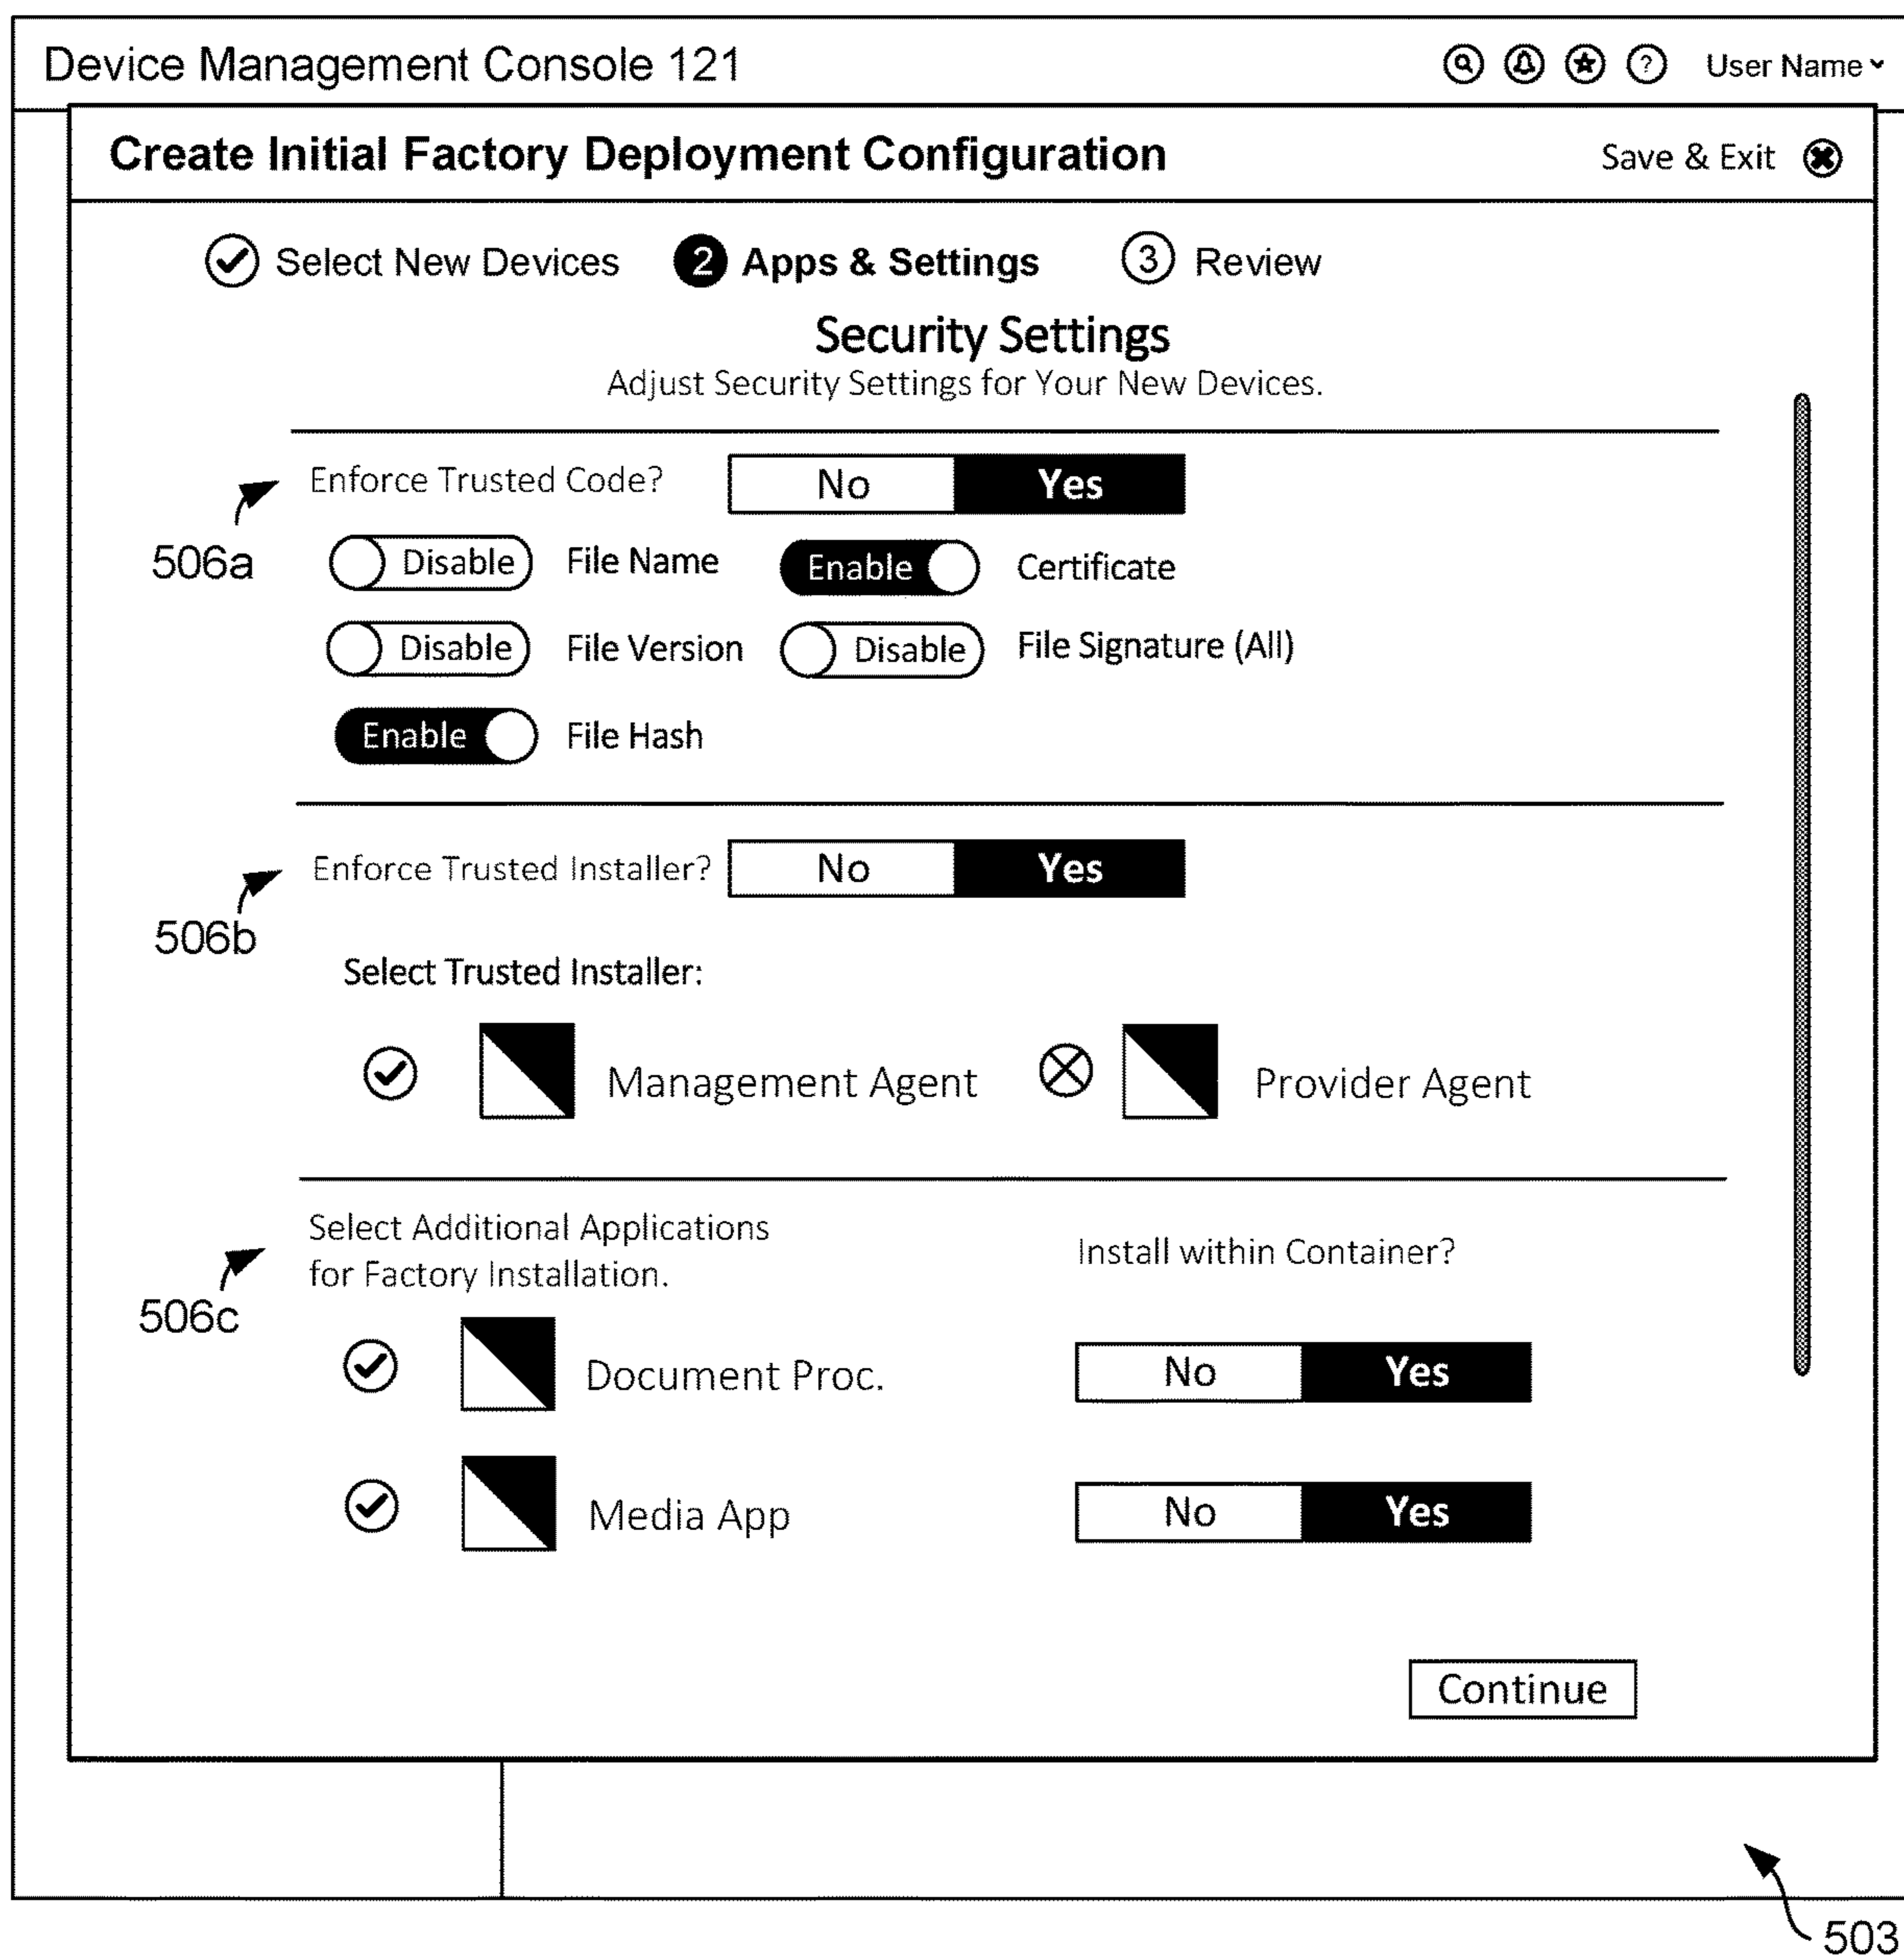 Device Management Console 121 ? User Name
Create Initial Factory Deployment Configuration Save & Exit
Select New Devices 2 Apps & Settings 3 Review
Security Settings
Adjust Security Settings for Your New Devices.
Enforce Trusted Code? No Yes
506a
Disable File Name Enable Certificate
Disable File Version Disable File Signature (All)
Enable File Hash
Enforce Trusted Installer? No Yes
506b
Select Trusted Installer:
Management Agent Provider Agent
Select Additional Applications
for Factory Installation.
Install within Container?
506c
Document Proc. No Yes
Media App No Yes
Continue
503